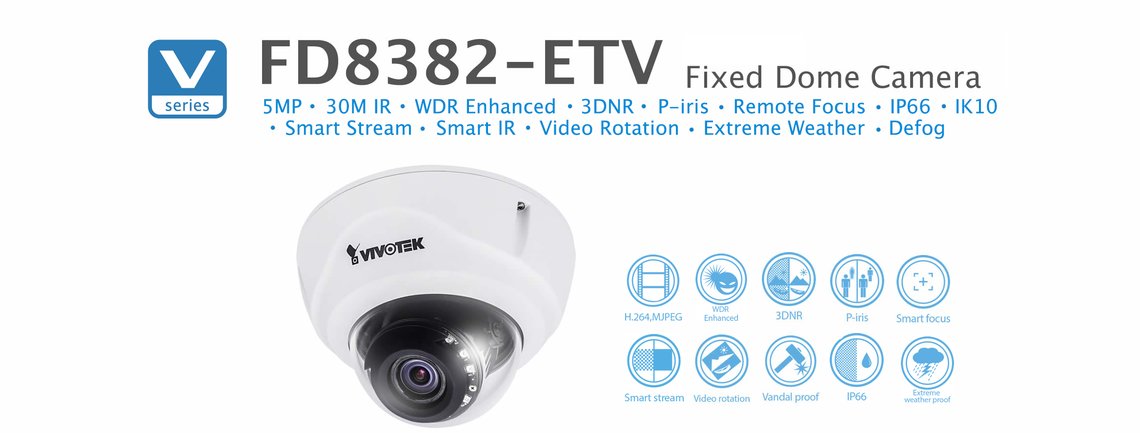 V
series
FD8382-ETV Fixed Dome Camera
5MP • 30M IR • WDR Enhanced • 3DNR • P-iris • Remote Focus • IP66 • IK10
• Smart Stream • Smart IR • Video Rotation • Extreme Weather • Defog
VIVOTEK
H.264,MJPEG
WDR
Enhanced
3DNR
P-iris
Smart focus
Smart stream
Video rotation
Vandal proof
IP66
Extreme
weather proof